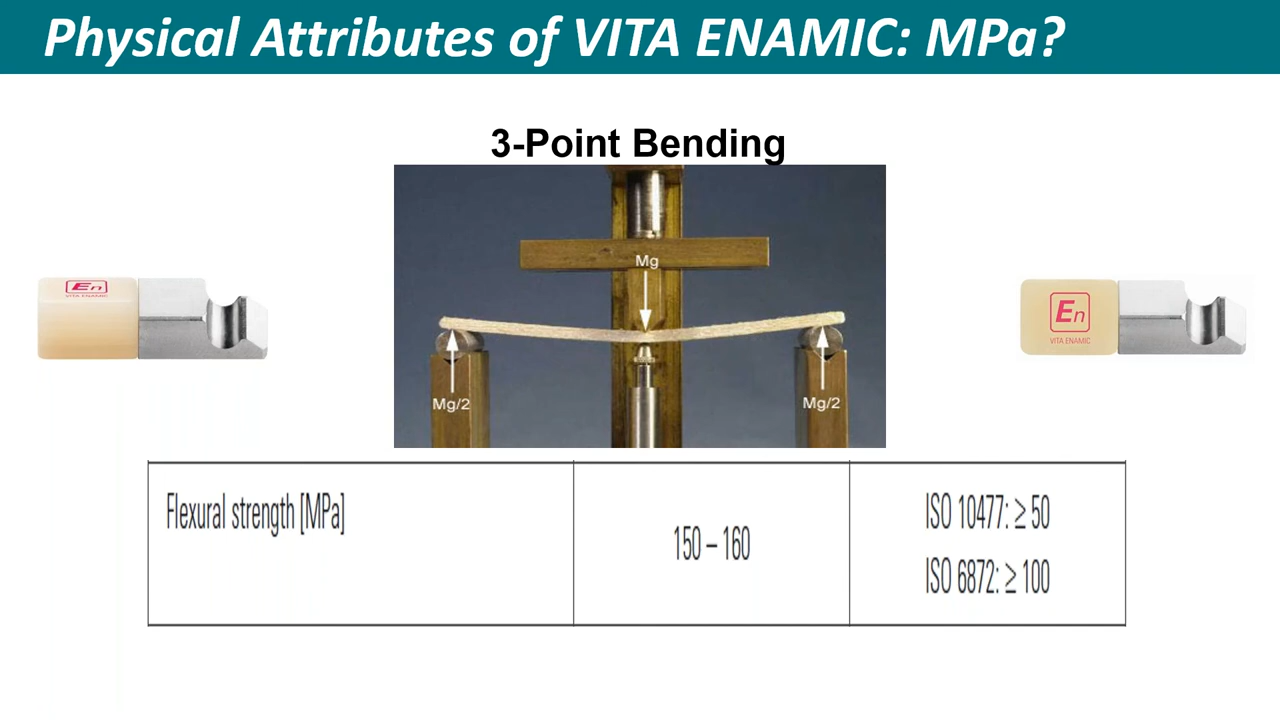 Physical Attributes of VITA ENAMIC: MPa?
3-Point Bending
Mg
Mg/2
Mg/2
En
VITA ENAMIC
En
VITA ENAMIC
Flexural strength [MPa]
150 – 160
ISO 10477: ≥ 50
ISO 6872: ≥ 100